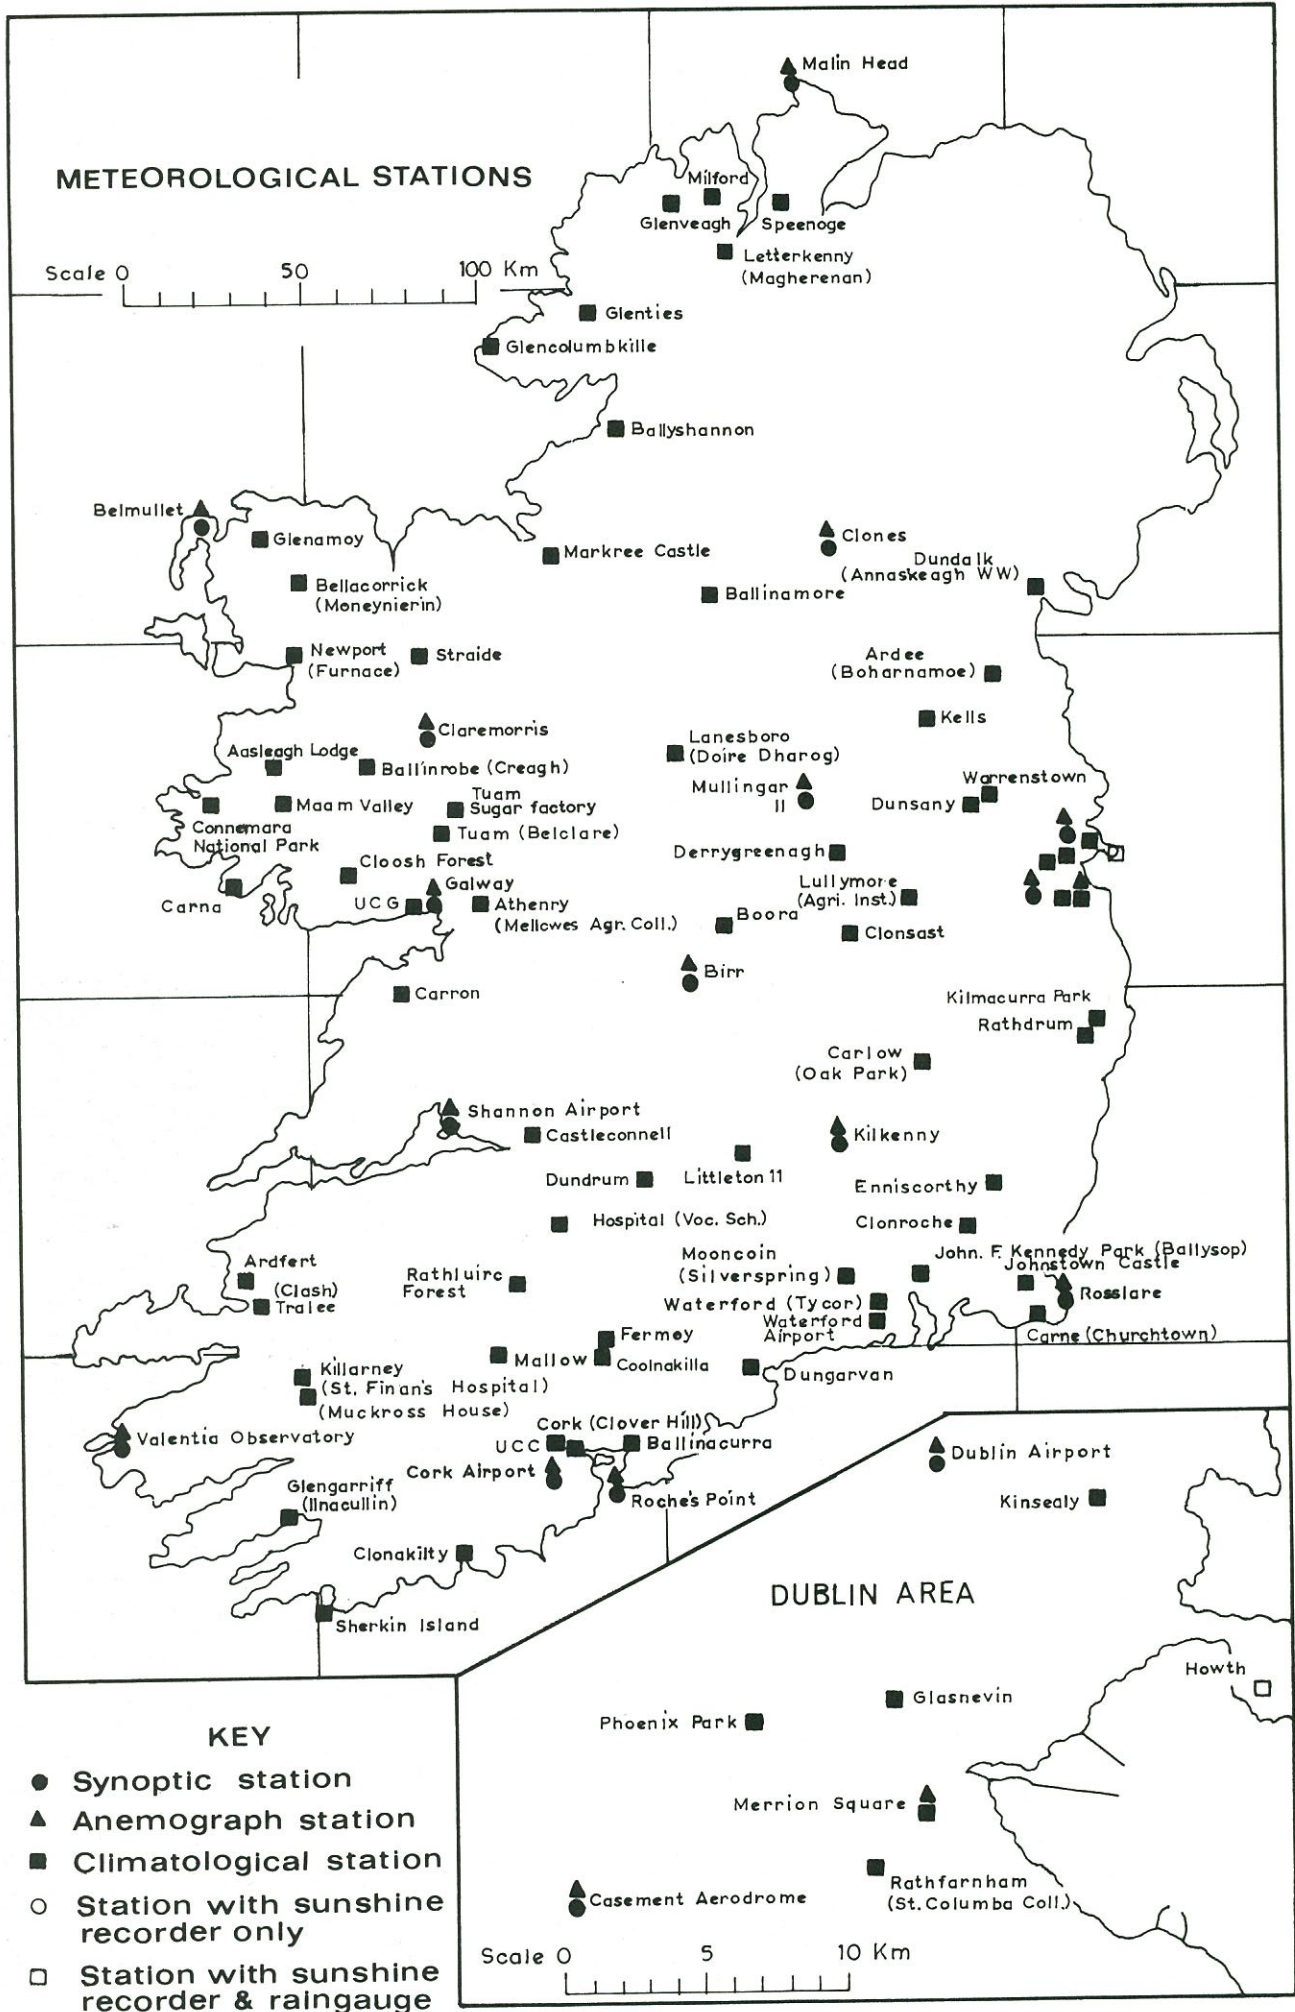 Malin Head
METEOROLOGICAL STATIONS
Milford
Glenveagh
Speenoge
Letterkenny
(Magherenan)
Scale 0 50 100 Km
Glenties
Glencolumbkille
Ballyshannon
Belmullet
Glenamoy
Clones
Markree Castle
Dundalk
(Annaskeagh WW)
Bellacorrick
(Moneynierin)
Ballinamore
Newport
(Furnace)
Straide
Ardee
(Boharnamoe)
Kells
Claremorris
Lanesboro
(Doire Dharog)
Aasleagh Lodge
Ballinrobe (Creagh)
Mullingar
II
Warrenstown
Dunsany
Maam Valley
Tuam
Sugar factory
Connemara
National Park
Tuam (Belclare)
Derrygreenagh
Cloosh Forest
Lullymore
(Agri. Inst.)
Galway
Carna
UCG
Athenry
(Mellowes Agr. Coll.)
Boora
Clonsast
Birr
Carron
Kilmacurra Park
Rathdrum
Carlow
(Oak Park)
Shannon Airport
Castleconnell
Kilkenny
Dundrum
Littleton 11
Enniscorthy
Hospital (Voc. Sch.)
Clonroche
Ardfert
(Clash)
Tralee
Rathluirc
Forest
Mooncoin
(Silverspring)
John. F. Kennedy Park (Ballysop)
Johnstown Castle
Rosslare
Waterford (Tycor)
Waterford
Airport
Carne (Churchtown)
Fermoy
Mallow
Coolnakilla
Dungarvan
Killarney
(St. Finan's Hospital)
(Muckross House)
Valentia Observatory
Cork (Clover Hill)
UCC
Ballinacurra
Cork Airport
Roche's Point
Glengarriff
(Ilnacullin)
Clonakilty
Sherkin Island
Dublin Airport
Kinsealy
DUBLIN AREA
Howth
Glasnevin
Phoenix Park
Merrion Square
Rathfarnham
(St. Columba Coll.)
Casement Aerodrome
Scale 0 5 10 Km
KEY
Synoptic station
Anemograph station
Climatological station
Station with sunshine
recorder only
Station with sunshine
recorder & raingauge